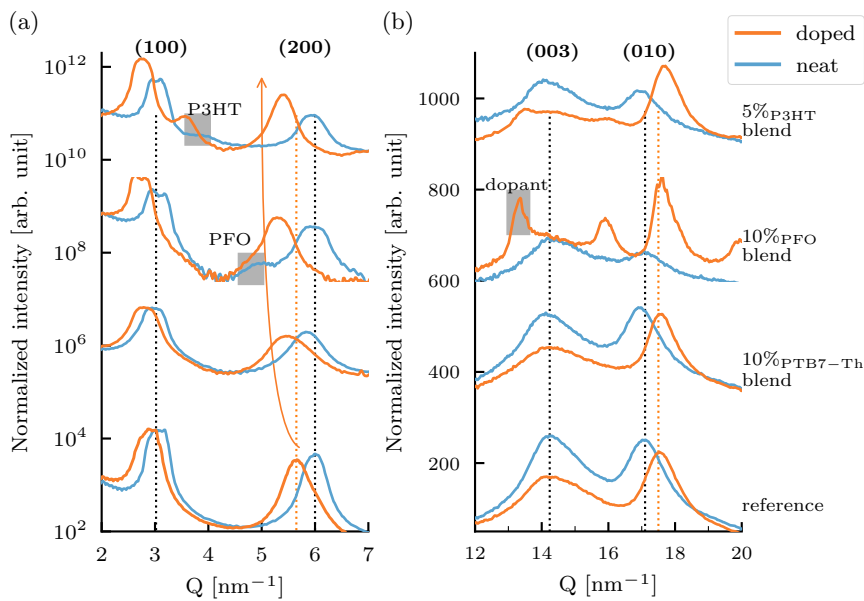 (a)
(100)
(200)
P3HT
PFO
10^12
10^10
10^8
10^6
10^4
10^2
2
3
4
5
6
7
Normalized intensity [arb. unit]
Q [nm⁻¹]
(b)
(003)
(010)
doped
neat
dopant
1000
800
600
400
200
12
14
16
18
20
Normalized intensity [arb. unit]
Q [nm⁻¹]
5%P3HT
blend
10%PFO
blend
10%PTB7−Th
blend
reference